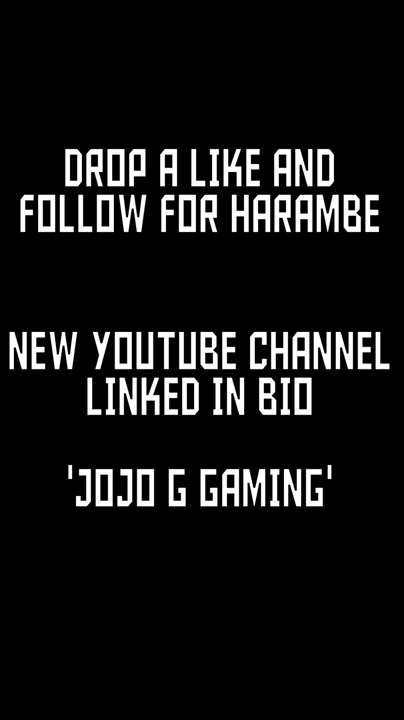 DROP A LIKE AND
FOLLOW FOR HARAMBE
NEW YOUTUBE CHANNEL
LINKED IN BIO
'JOJO G GAMING'